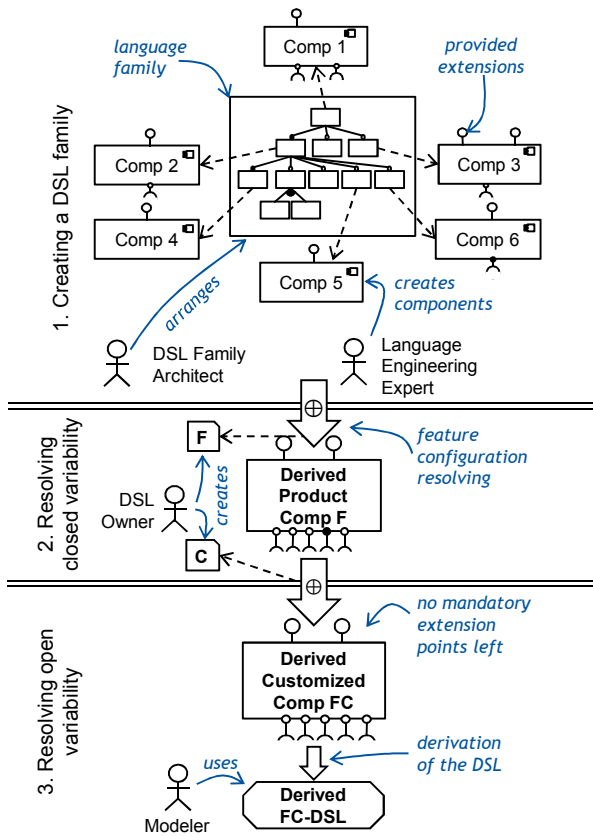 Comp 1
language
family
provided
extensions
Comp 2
Comp 3
Comp 4
Comp 6
Comp 5
arranges
creates
components
1. Creating a DSL family
DSL Family
Architect
Language
Engineering
Expert
F
feature
configuration
resolving
Derived
Product
Comp F
DSL
Owner
creates
C
2. Resolving
closed variability
no mandatory
extension
points left
Derived
Customized
Comp FC
3. Resolving open
variability
derivation
of the DSL
uses
Modeler
Derived
FC-DSL